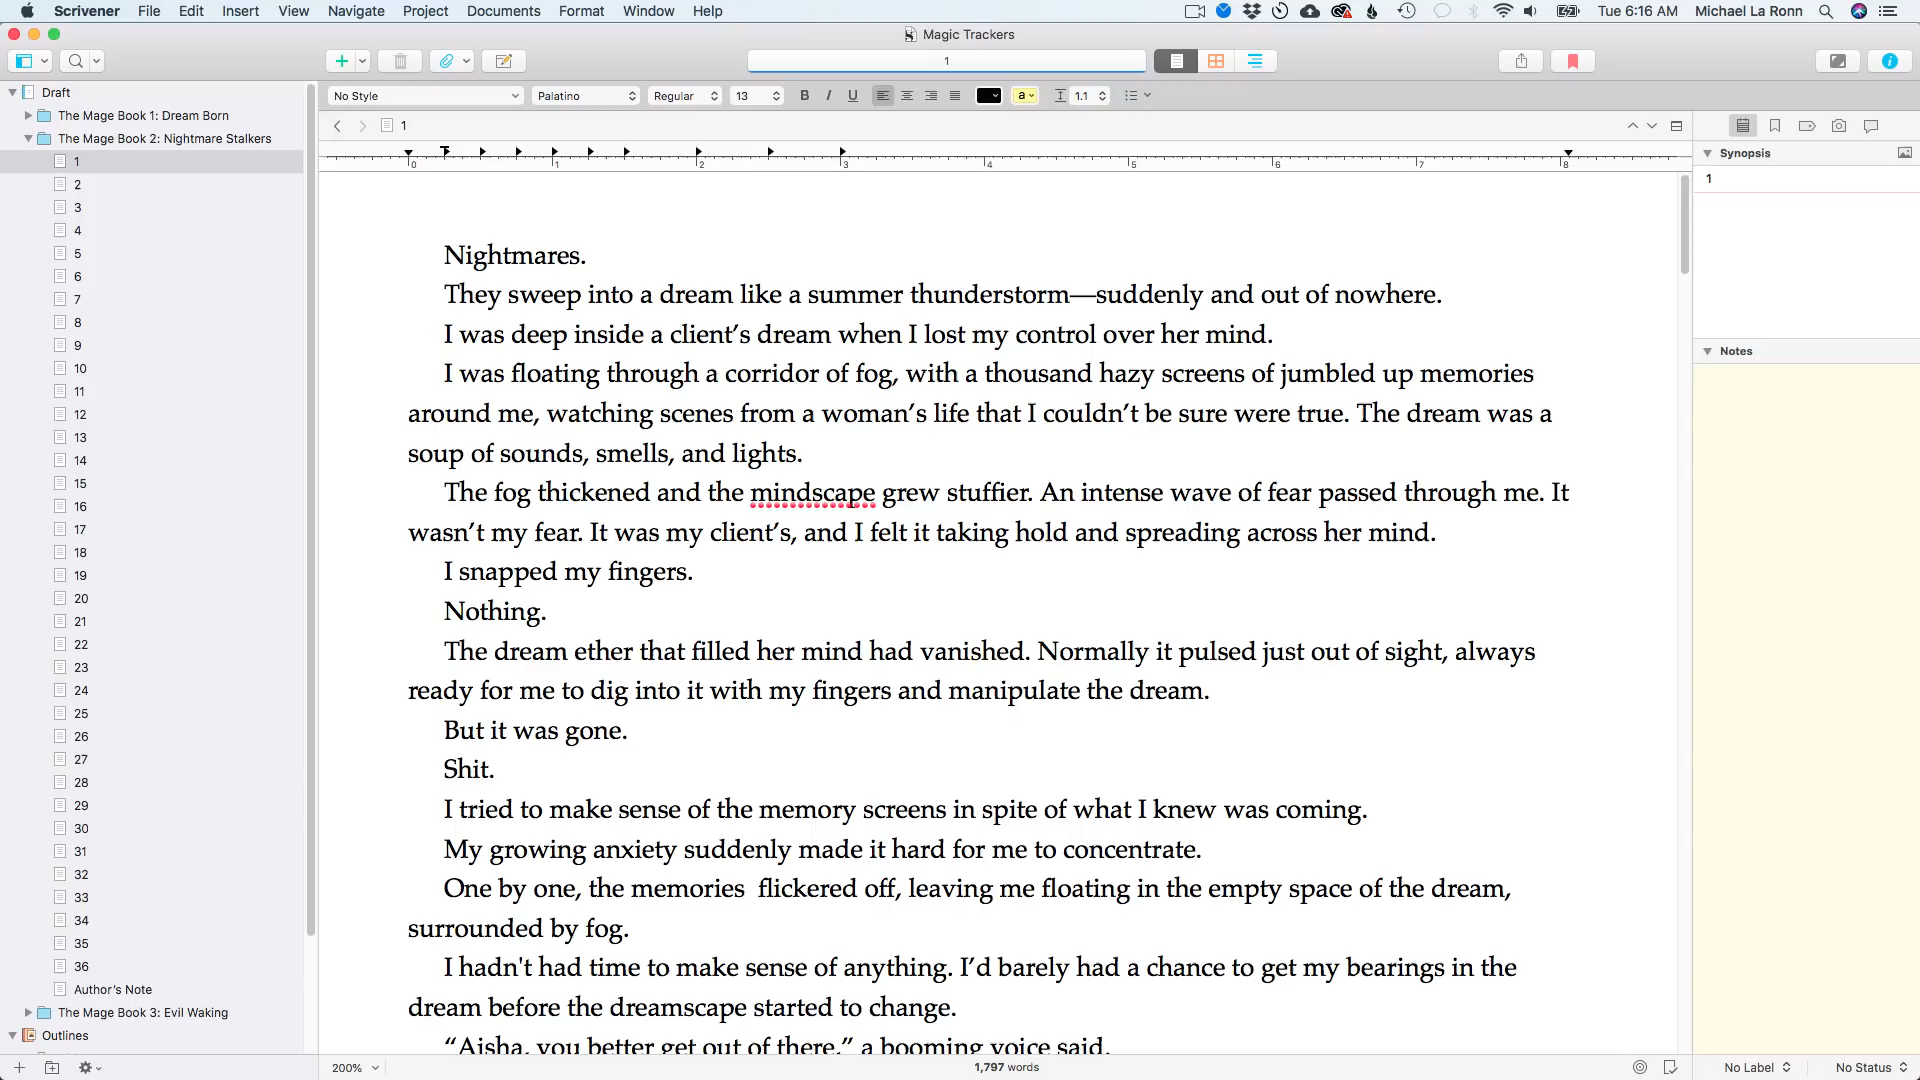 Scrivener File Edit Insert View Navigate Project Documents Format Window Help Tue 6:16 AM Michael La Ronn
Magic Trackers
1
No Style Palatino Regular 13 B I U a 1.1
1
0 1 2 3 4 5 6 7 8
Draft
The Mage Book 1: Dream Born
The Mage Book 2: Nightmare Stalkers
1
2
3
4
5
6
7
8
9
10
11
12
13
14
15
16
17
18
19
20
21
22
23
24
25
26
27
28
29
30
31
32
33
34
35
36
Author's Note
The Mage Book 3: Evil Waking
Outlines
Nightmares.
They sweep into a dream like a summer thunderstorm—suddenly and out of nowhere.
I was deep inside a client’s dream when I lost my control over her mind.
I was floating through a corridor of fog, with a thousand hazy screens of jumbled up memories
around me, watching scenes from a woman’s life that I couldn’t be sure were true. The dream was a
soup of sounds, smells, and lights.
The fog thickened and the mindscape grew stuffier. An intense wave of fear passed through me. It
wasn’t my fear. It was my client’s, and I felt it taking hold and spreading across her mind.
I snapped my fingers.
Nothing.
The dream ether that filled her mind had vanished. Normally it pulsed just out of sight, always
ready for me to dig into it with my fingers and manipulate the dream.
But it was gone.
Shit.
I tried to make sense of the memory screens in spite of what I knew was coming.
My growing anxiety suddenly made it hard for me to concentrate.
One by one, the memories  flickered off, leaving me floating in the empty space of the dream,
surrounded by fog.
I hadn't had time to make sense of anything. I’d barely had a chance to get my bearings in the
dream before the dreamscape started to change.
“Aisha, you better get out of there,” a booming voice said.
Synopsis
1
Notes
200% 1,797 words No Label No Status